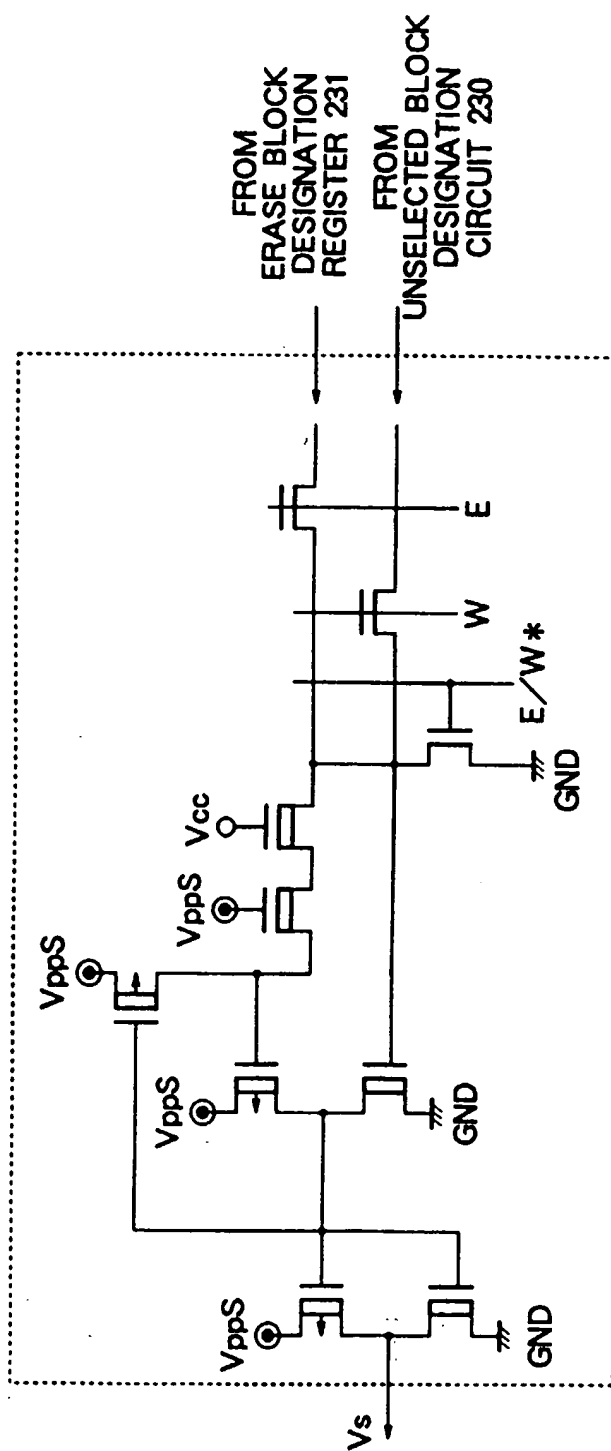 FROM
ERASE BLOCK
DESIGNATION
REGISTER 231
FROM
UNSELECTED BLOCK
DESIGNATION
CIRCUIT 230
E
W
E/W*
GND
Vcc
VppS
VppS
VppS
GND
VppS
GND
Vs